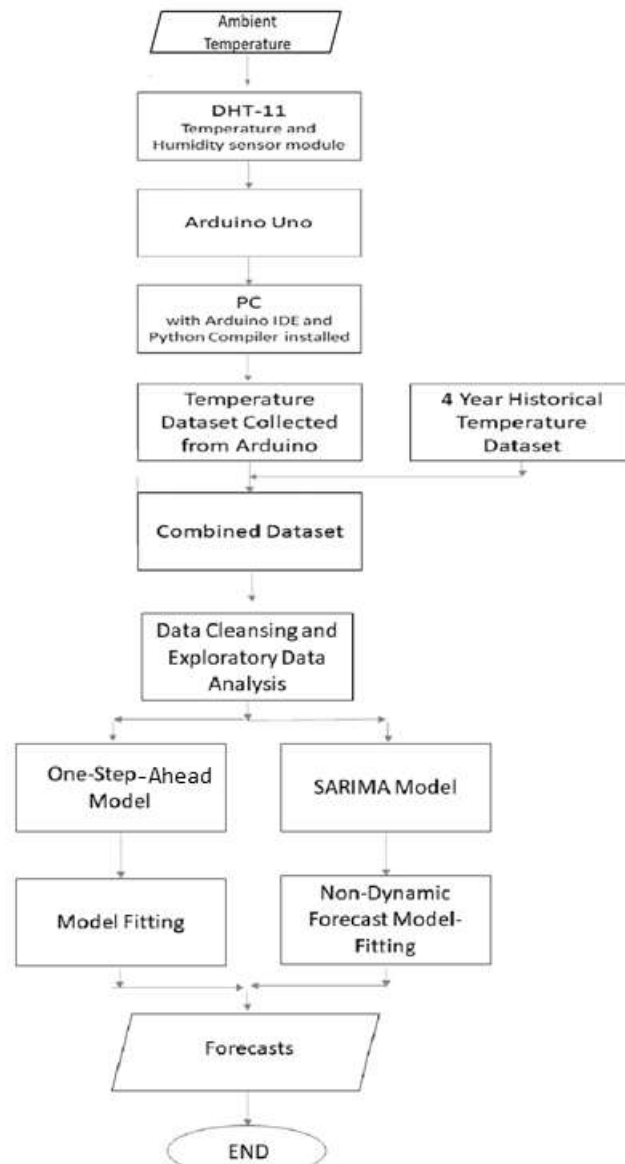 Ambient
Temperature
DHT-11
Temperature and
Humidity sensor module
Arduino Uno
PC
with Arduino IDE and
Python Compiler installed
Temperature
Dataset Collected
from Arduino
4 Year Historical
Temperature
Dataset
Combined Dataset
Data Cleansing and
Exploratory Data
Analysis
One-Step-Ahead
Model
SARIMA Model
Model Fitting
Non-Dynamic
Forecast Model-
Fitting
Forecasts
END